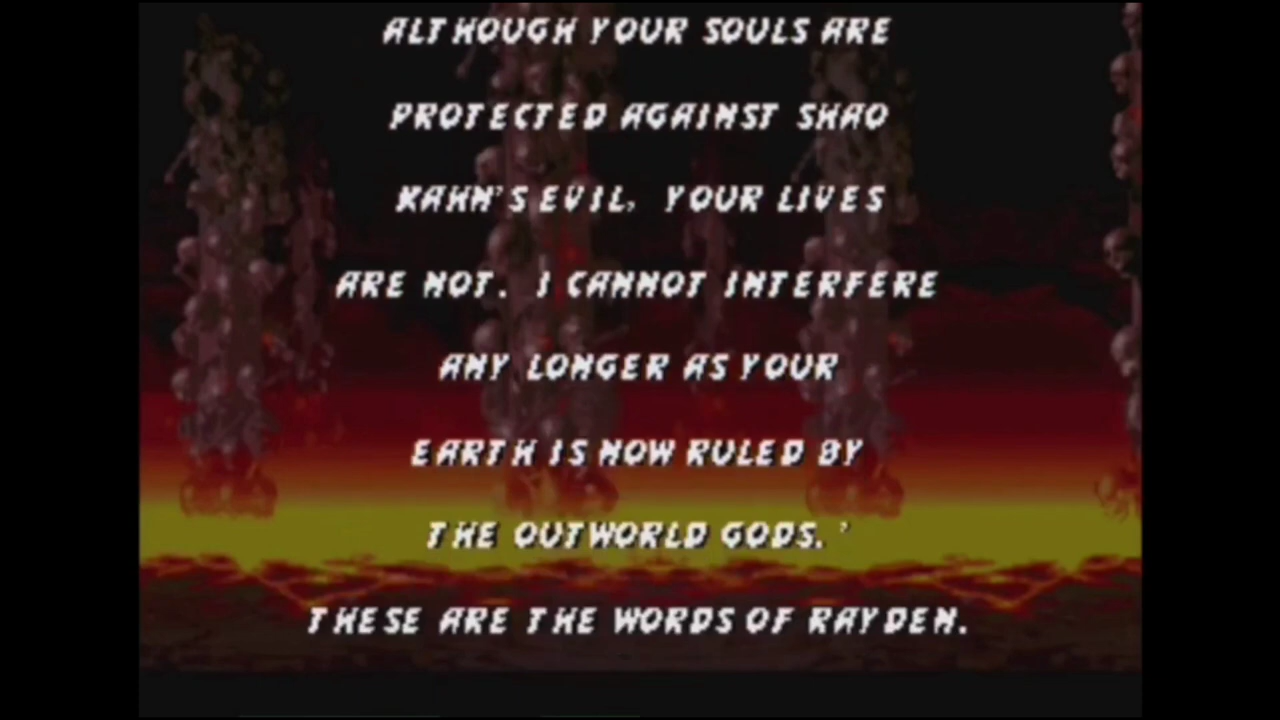 ALTHOUGH YOUR SOULS ARE
PROTECTED AGAINST SHAO
KAHN'S EVIL, YOUR LIVES
ARE NOT. I CANNOT INTERFERE
ANY LONGER AS YOUR
EARTH IS NOW RULED BY
THE OUTWORLD GODS.'
THESE ARE THE WORDS OF RAYDEN.